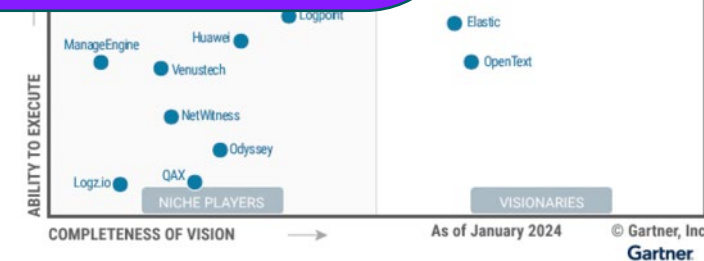 Logpoint
Elastic
Huawei
ManageEngine
OpenText
Venustech
NetWitness
Odyssey
QAX
Logz.io
NICHE PLAYERS
VISIONARIES
ABILITY TO EXECUTE
COMPLETENESS OF VISION
As of January 2024
© Gartner, Inc
Gartner